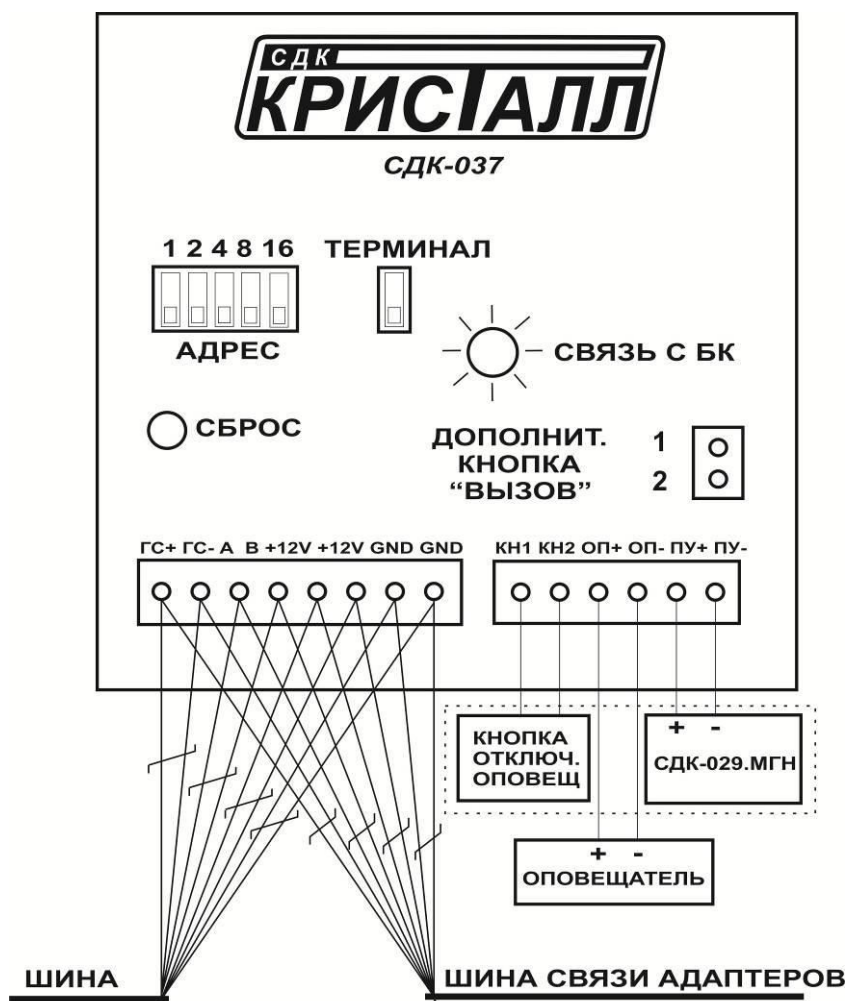 СДК
КРИСТАЛЛ
СДК-037
1 2 4 8 16
ТЕРМИНАЛ
АДРЕС
СВЯЗЬ С БК
СБРОС
ДОПОЛНИТ.
КНОПКА
“ВЫЗОВ”
1
2
ГС+ ГС- А В +12V +12V GND GND
КН1 КН2 ОП+ ОП- ПУ+ ПУ-
КНОПКА
ОТКЛЮЧ.
ОПОВЕЩ
+ -
СДК-029.МГН
+ -
ОПОВЕЩАТЕЛЬ
ШИНА
ШИНА СВЯЗИ АДАПТЕРОВ